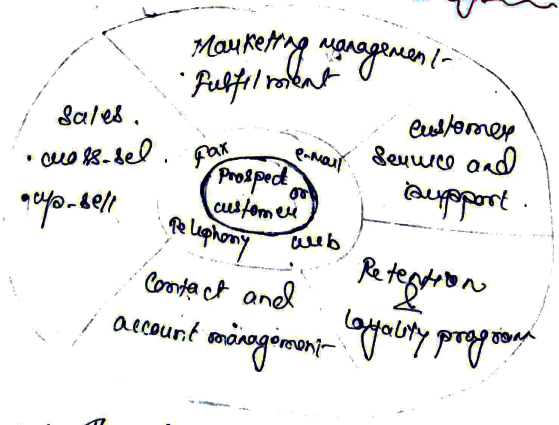 Marketing management
Fulfilment
Sales.
• cross-sel
• up-sell
Customer
Service and
support.
Fax
e-mail
Prospect
or
customer
Telephony
web
Contact and
account management
Retention
&
Loyality program